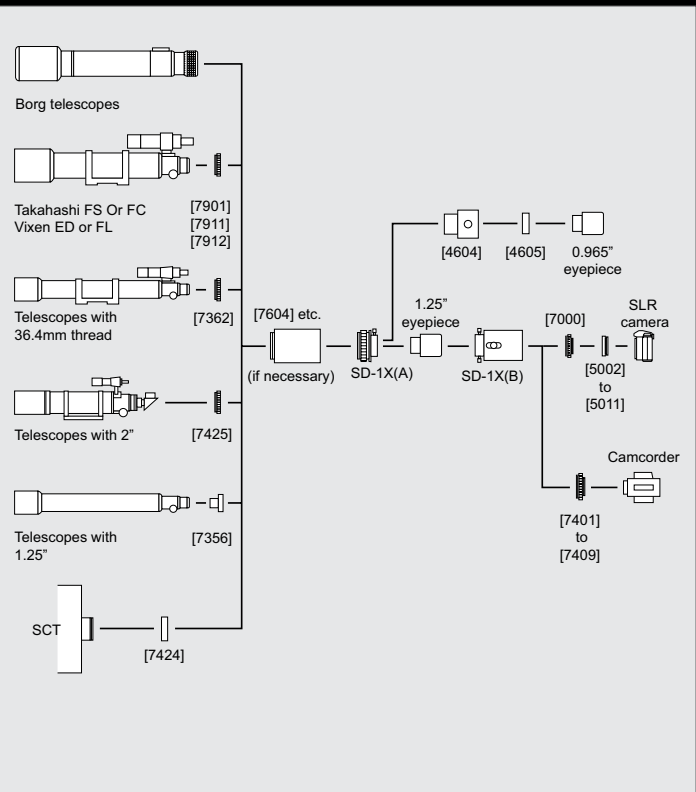 Borg telescopes
Takahashi FS Or FC
Vixen ED or FL
[7901]
[7911]
[7912]
Telescopes with
36.4mm thread
[7362]
Telescopes with 2”
[7425]
Telescopes with
1.25”
[7356]
SCT
[7424]
[7604] etc.
(if necessary)
SD-1X(A)
[4604]
[4605]
0.965”
eyepiece
1.25”
eyepiece
SD-1X(B)
[7000]
SLR
camera
[5002]
to
[5011]
Camcorder
[7401]
to
[7409]